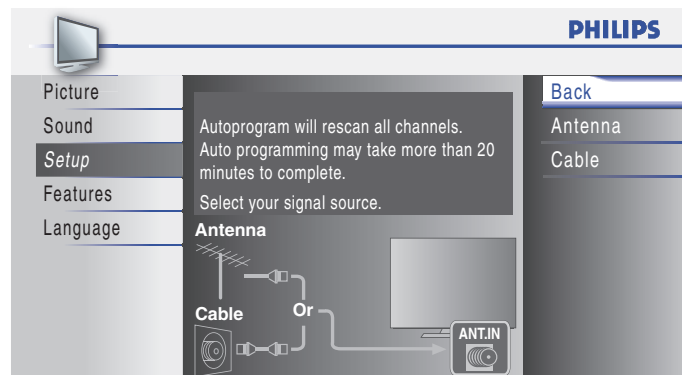 PHILIPS
Picture
Sound
Setup
Features
Language
Autoprogram will rescan all channels.
Auto programming may take more than 20
minutes to complete.
Select your signal source.
Antenna
Cable
Or
ANT.IN
Back
Antenna
Cable